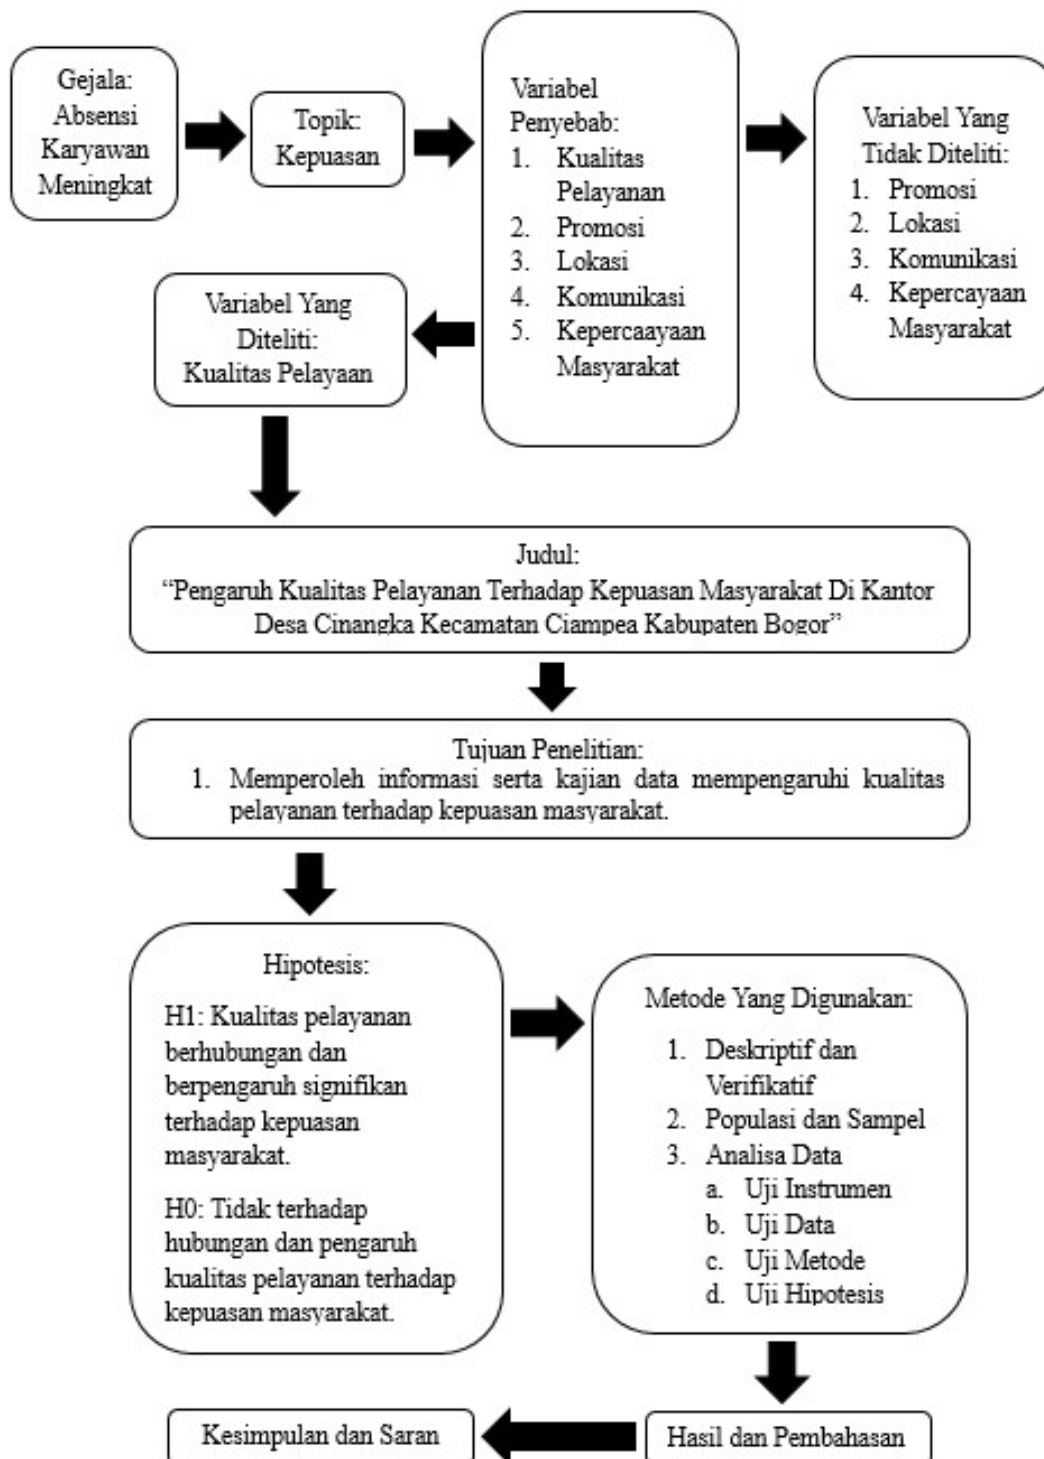 Gejala:
Absensi
Karyawan
Meningkat
Topik:
Kepuasan
Variabel
Penyebab:
1. Kualitas
Pelayanan
2. Promosi
3. Lokasi
4. Komunikasi
5. Kepercaayaan
Masyarakat
Variabel Yang
Tidak Diteliti:
1. Promosi
2. Lokasi
3. Komunikasi
4. Kepercayaan
Masyarakat
Variabel Yang
Diteliti:
Kualitas Pelayaan
Judul:
“Pengaruh Kualitas Pelayanan Terhadap Kepuasan Masyarakat Di Kantor
Desa Cinangka Kecamatan Ciampea Kabupaten Bogor”
Tujuan Penelitian:
1. Memperoleh informasi serta kajian data mempengaruhi kualitas
pelayanan terhadap kepuasan masyarakat.
Hipotesis:
H1: Kualitas pelayanan
berhubungan dan
berpengaruh signifikan
terhadap kepuasan
masyarakat.
H0: Tidak terhadap
hubungan dan pengaruh
kualitas pelayanan terhadap
kepuasan masyarakat.
Metode Yang Digunakan:
1. Deskriptif dan
Verifikatif
2. Populasi dan Sampel
3. Analisa Data
a. Uji Instrumen
b. Uji Data
c. Uji Metode
d. Uji Hipotesis
Hasil dan Pembahasan
Kesimpulan dan Saran